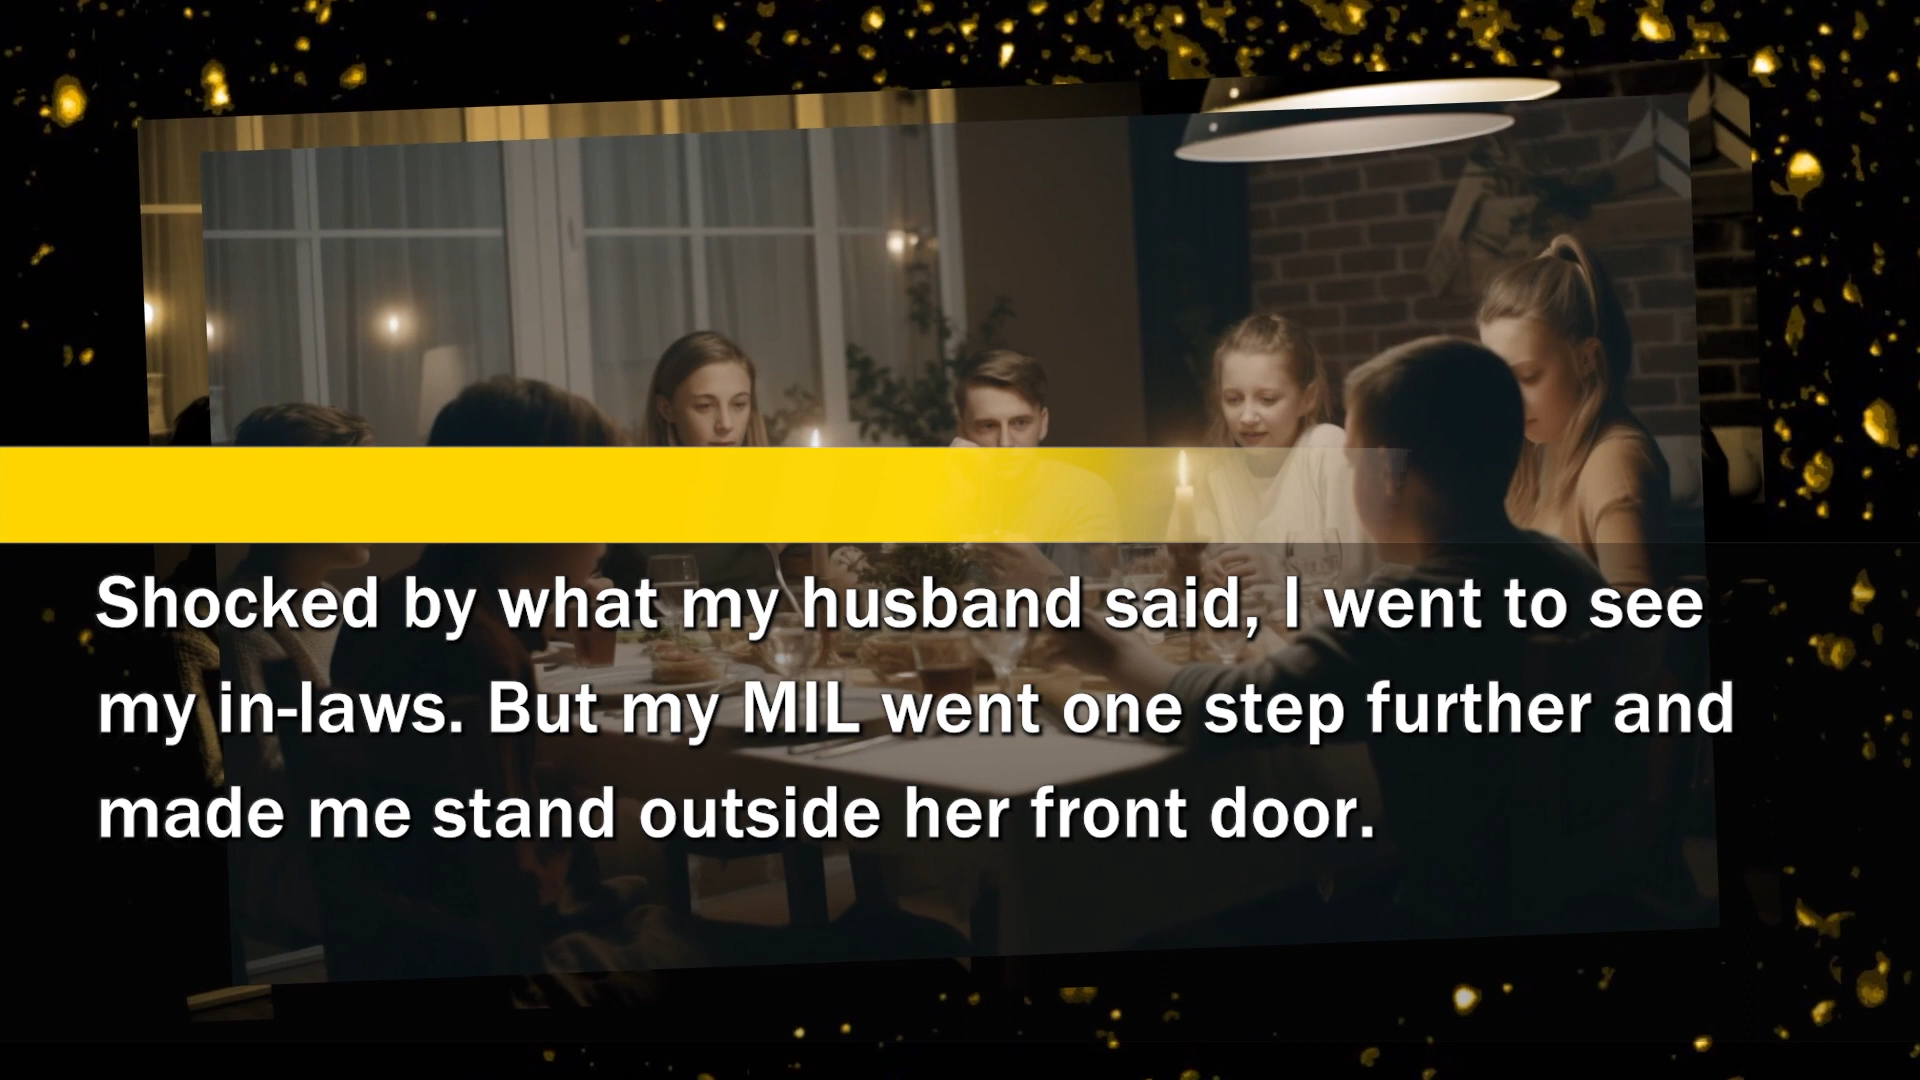 Shocked by what my husband said, I went to see
my in-laws. But my MIL went one step further and
made me stand outside her front door.